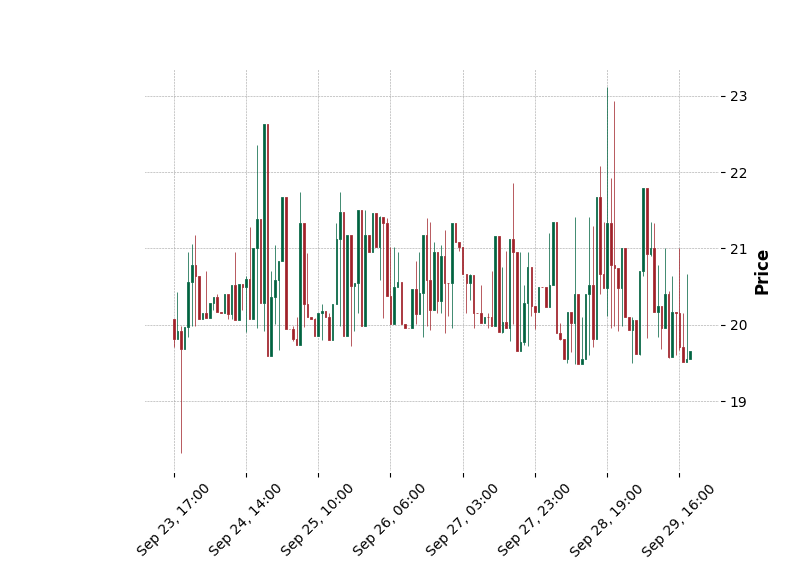 23
22
21
20
19
Price
Sep 23, 17:00
Sep 24, 14:00
Sep 25, 10:00
Sep 26, 06:00
Sep 27, 03:00
Sep 27, 23:00
Sep 28, 19:00
Sep 29, 16:00